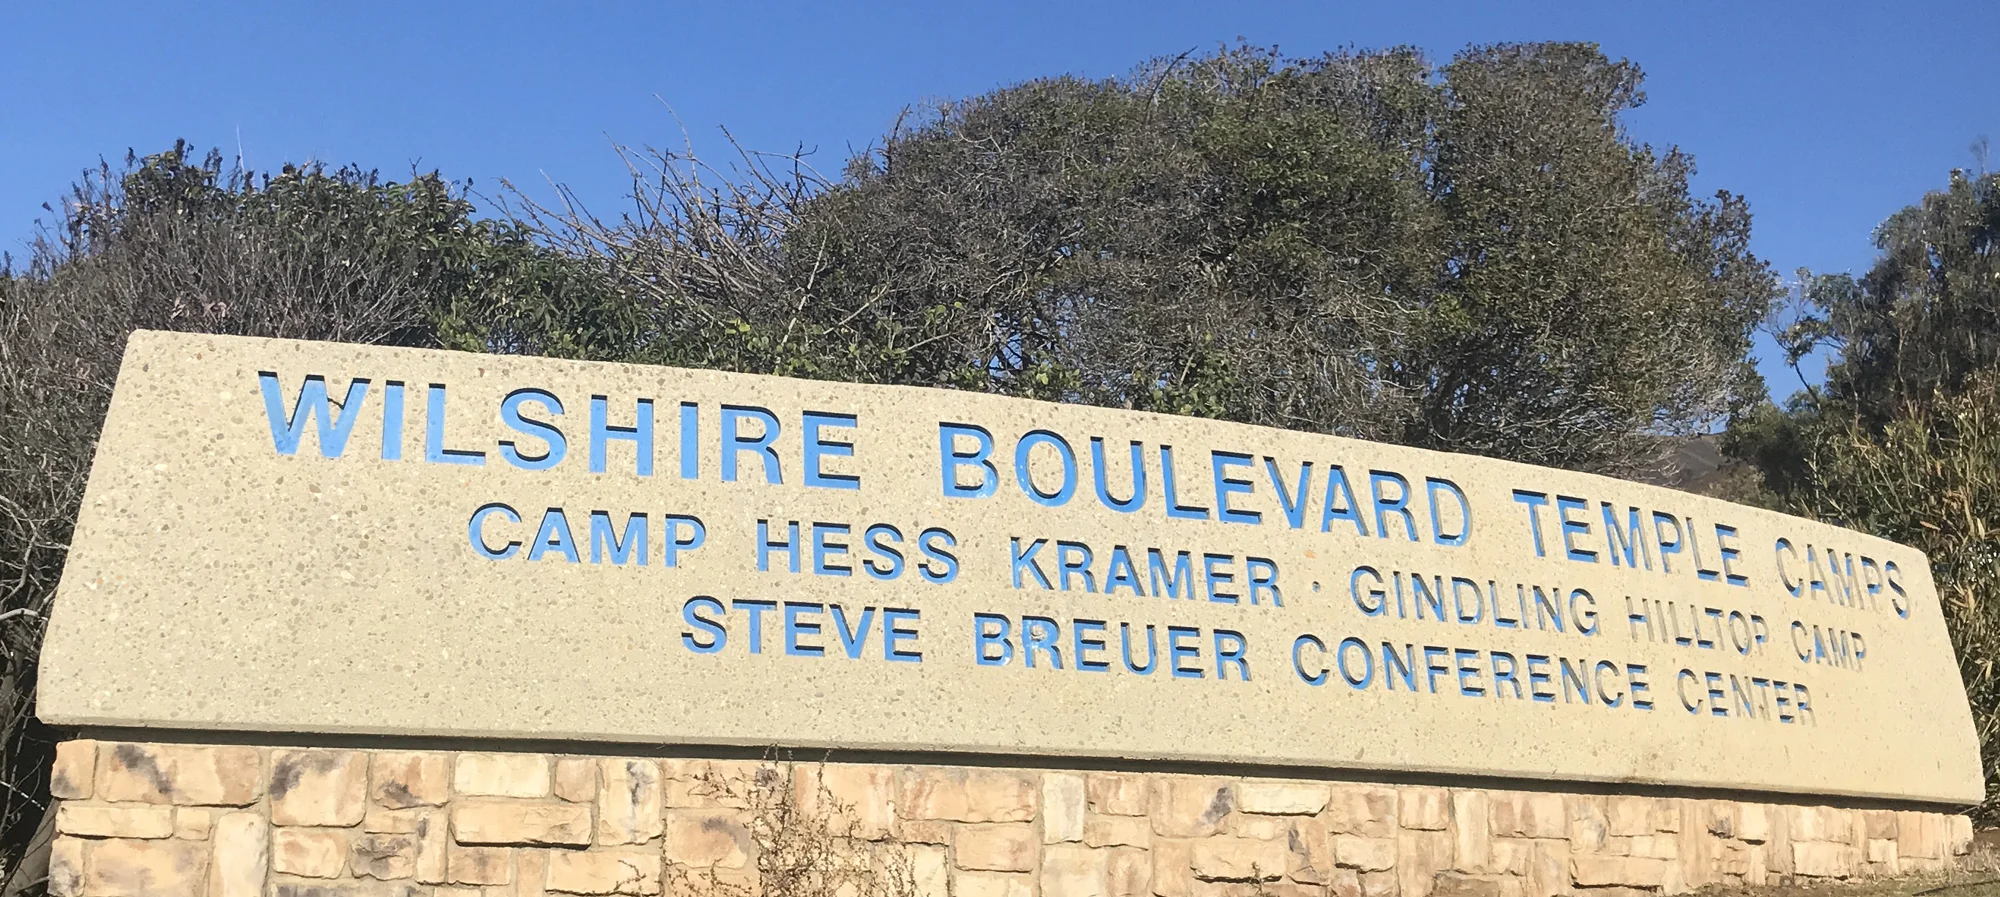 WILSHIRE BOULEVARD TEMPLE CAMPS
CAMP HESS KRAMER · GINDLING HILLTOP CAMP
STEVE BREUER CONFERENCE CENTER